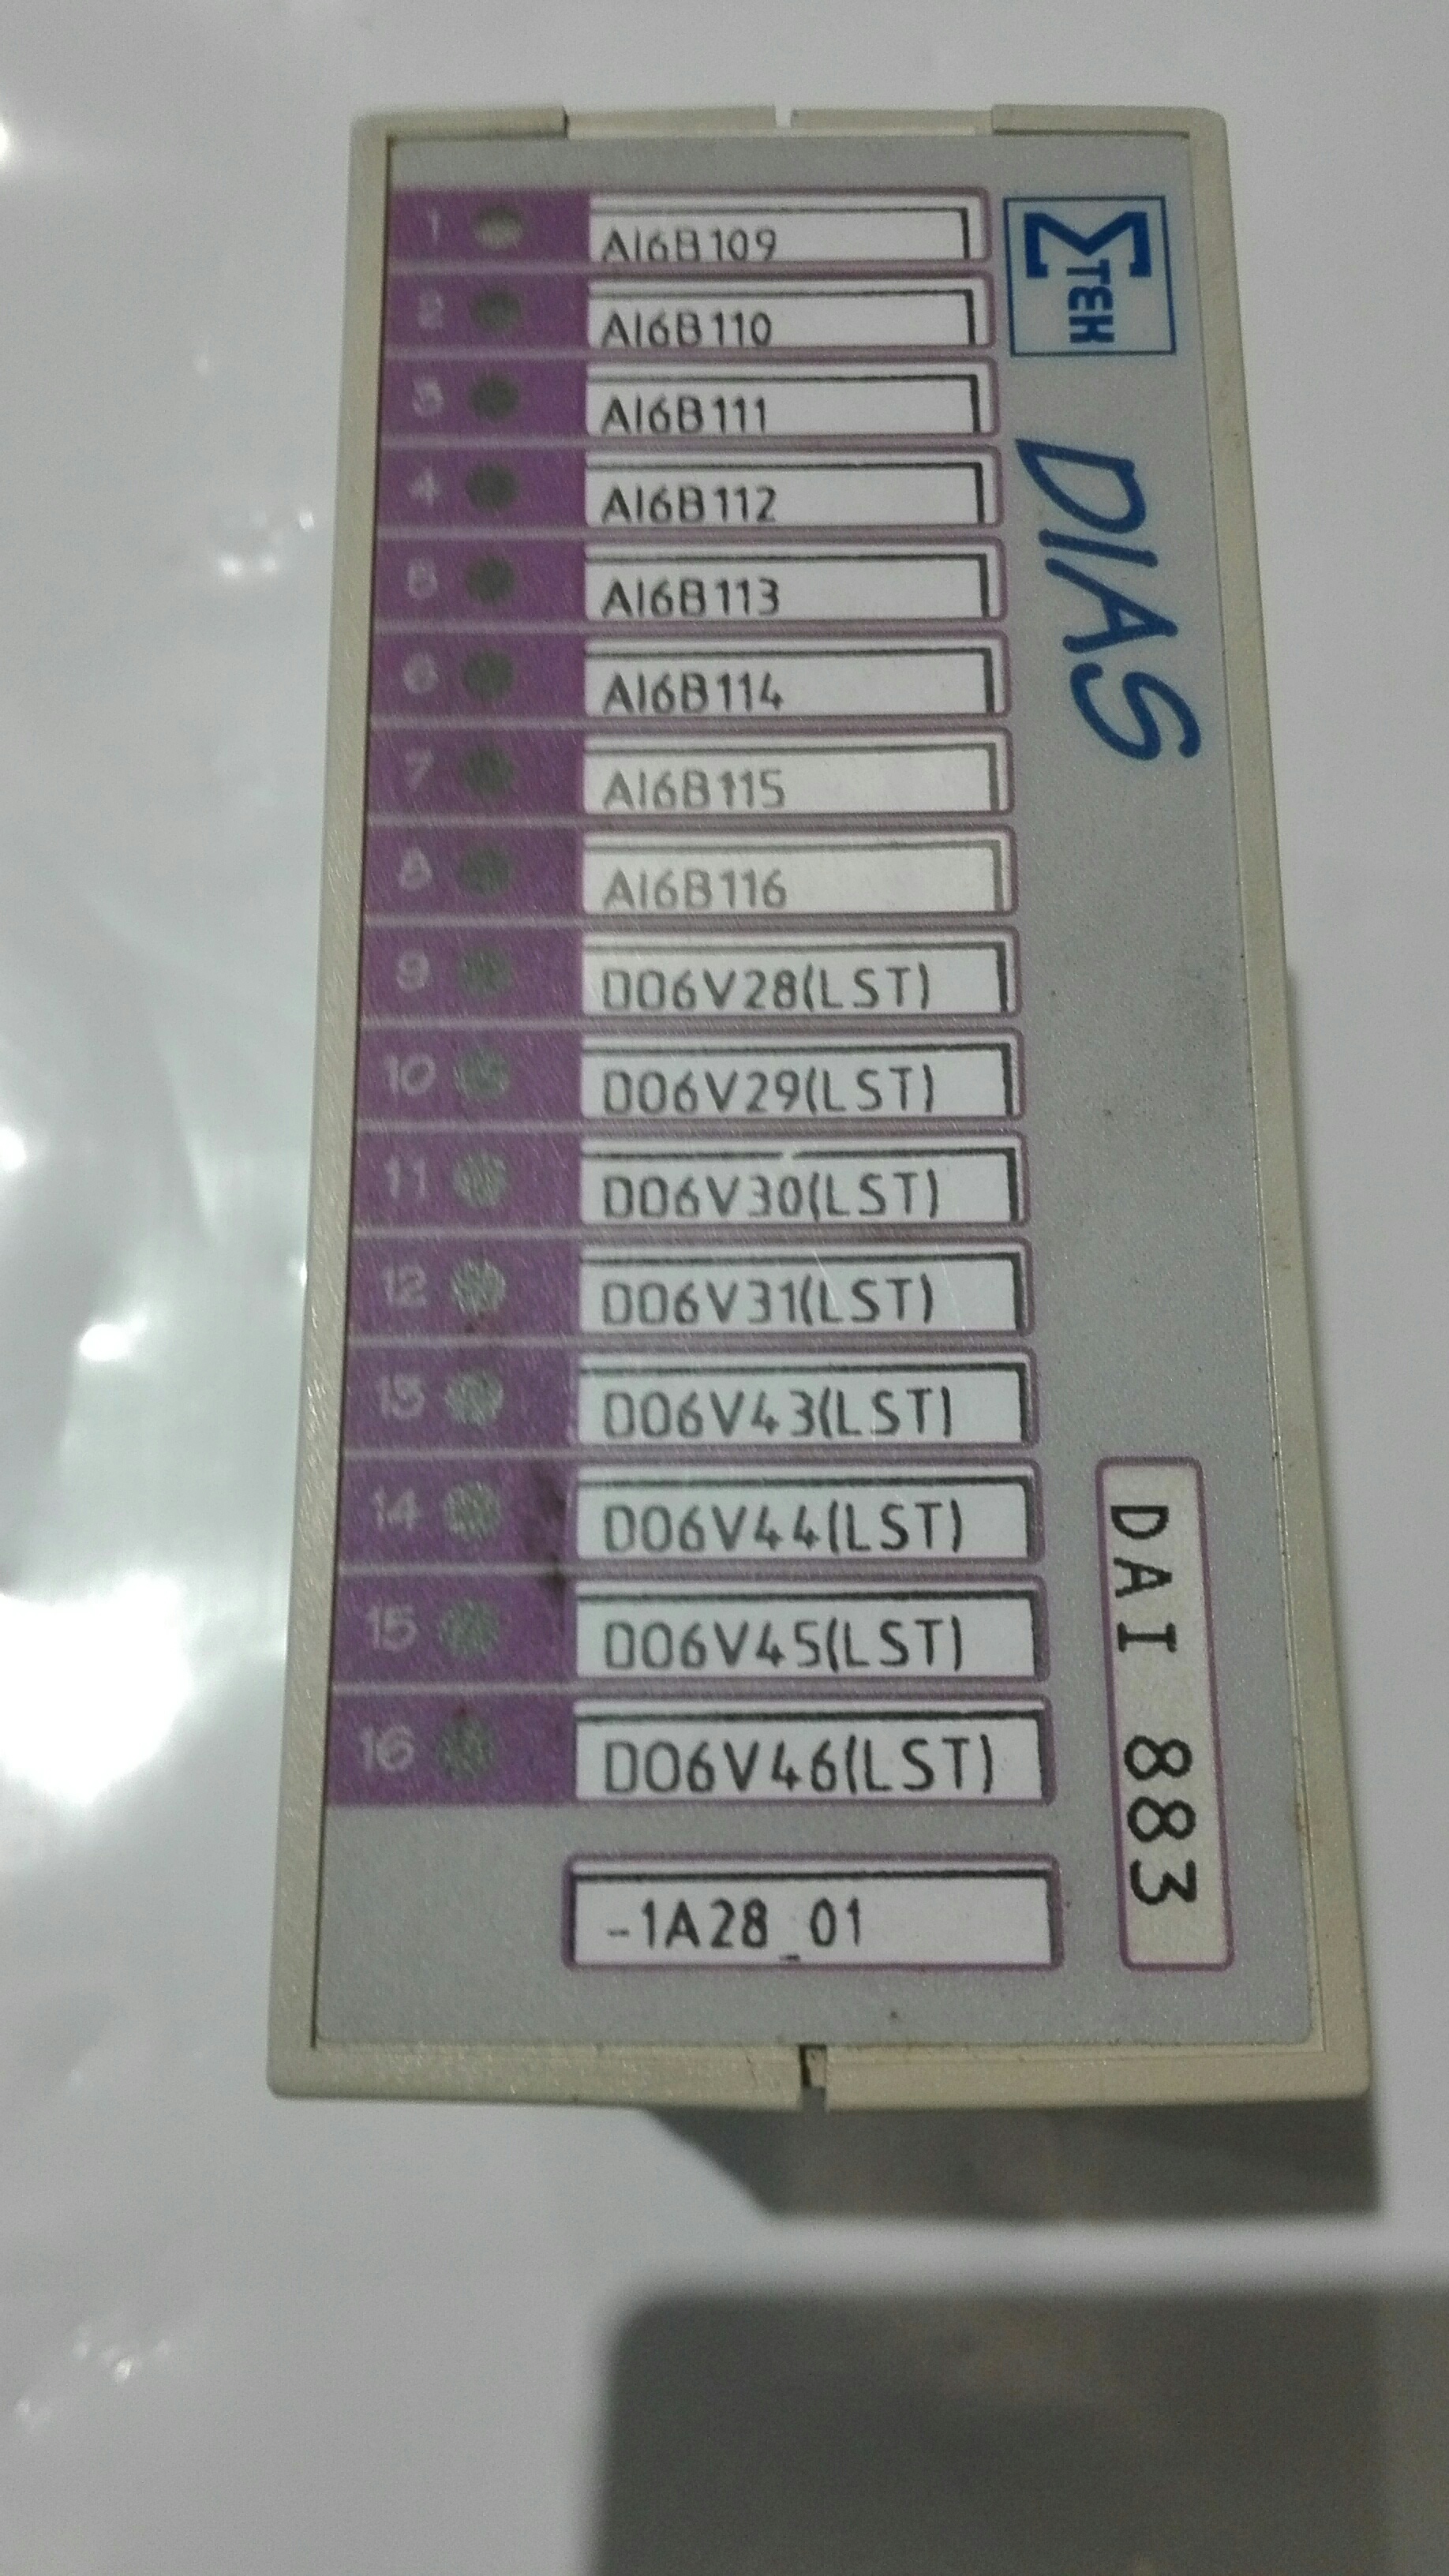 1 AI6B109
2 AI6B110
3 AI6B111
4 AI6B112
5 AI6B113
6 AI6B114
7 AI6B115
8 AI6B116
9 DO6V28(LST)
10 DO6V29(LST)
11 DO6V30(LST)
12 DO6V31(LST)
13 DO6V43(LST)
14 DO6V44(LST)
15 DO6V45(LST)
16 DO6V46(LST)
-1A28_01
ΣTEK
DIAS
DAI 883